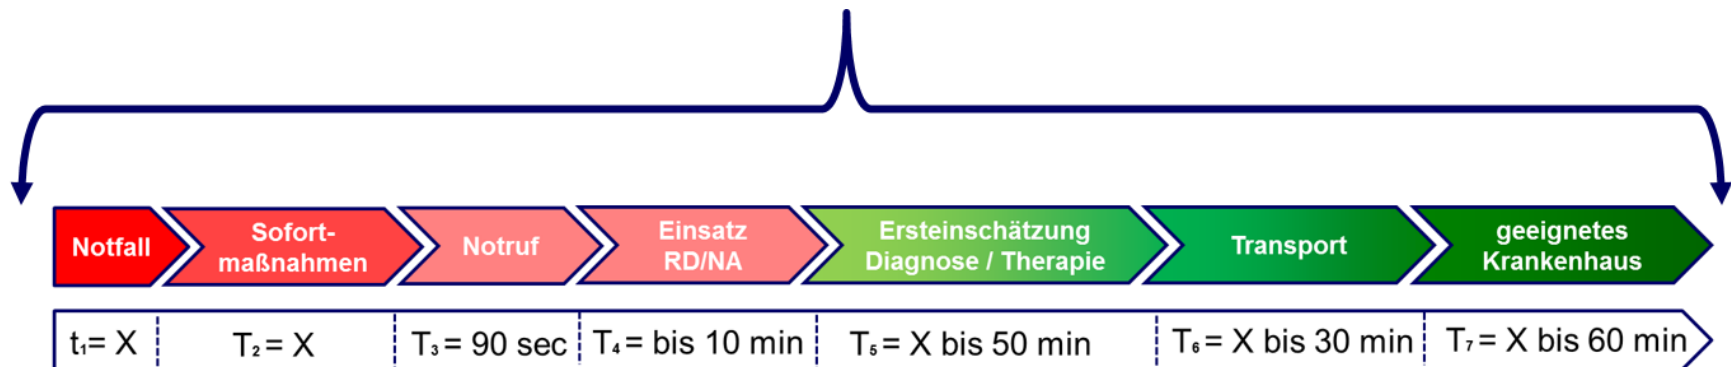 Notfall
Sofort-
maßnahmen
Notruf
Einsatz
RD/NA
Ersteinschätzung
Diagnose / Therapie
Transport
geeignetes
Krankenhaus
t₁= X
T₂= X
T₃= 90 sec
T₄= bis 10 min
T₅= X bis 50 min
T₆= X bis 30 min
T₇= X bis 60 min